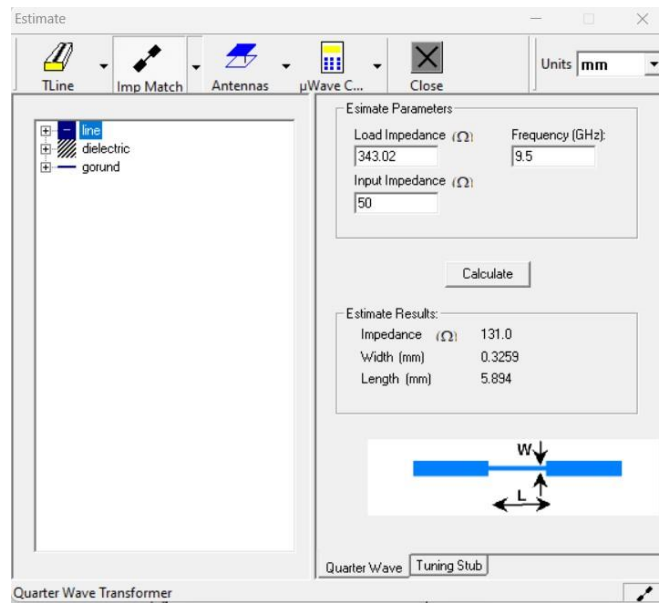 Estimate
TLine
Imp Match
Antennas
µWave C...
Close
Units mm
line
dielectric
gorund
Esimate Parameters
Load Impedance (Ω) Frequency (GHz):
343.02 9.5
Input Impedance (Ω)
50
Calculate
Estimate Results:
Impedance (Ω) 131.0
Width (mm) 0.3259
Length (mm) 5.894
W
L
Quarter Wave Tuning Stub
Quarter Wave Transformer